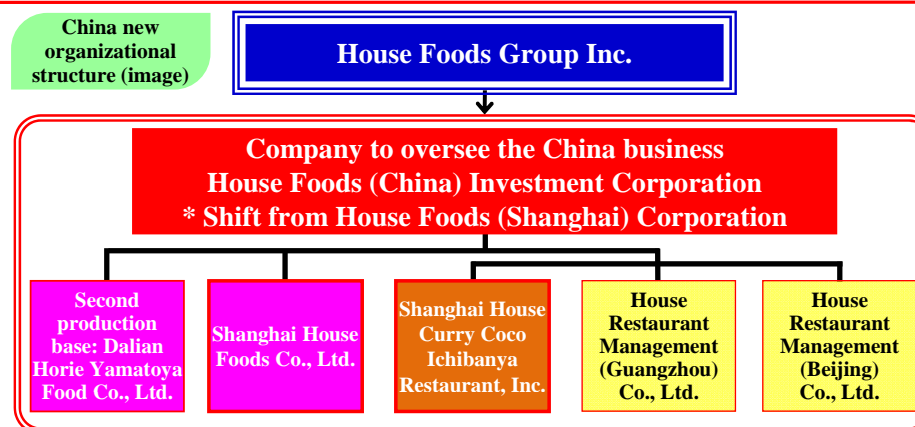 China new
organizational
structure (image)
House Foods Group Inc.
Company to oversee the China business
House Foods (China) Investment Corporation
* Shift from House Foods (Shanghai) Corporation
Second
production
base: Dalian
Horie Yamatoya
Food Co., Ltd.
Shanghai House
Foods Co., Ltd.
Shanghai House
Curry Coco
Ichibanya
Restaurant, Inc.
House
Restaurant
Management
(Guangzhou)
Co., Ltd.
House
Restaurant
Management
(Beijing)
Co., Ltd.